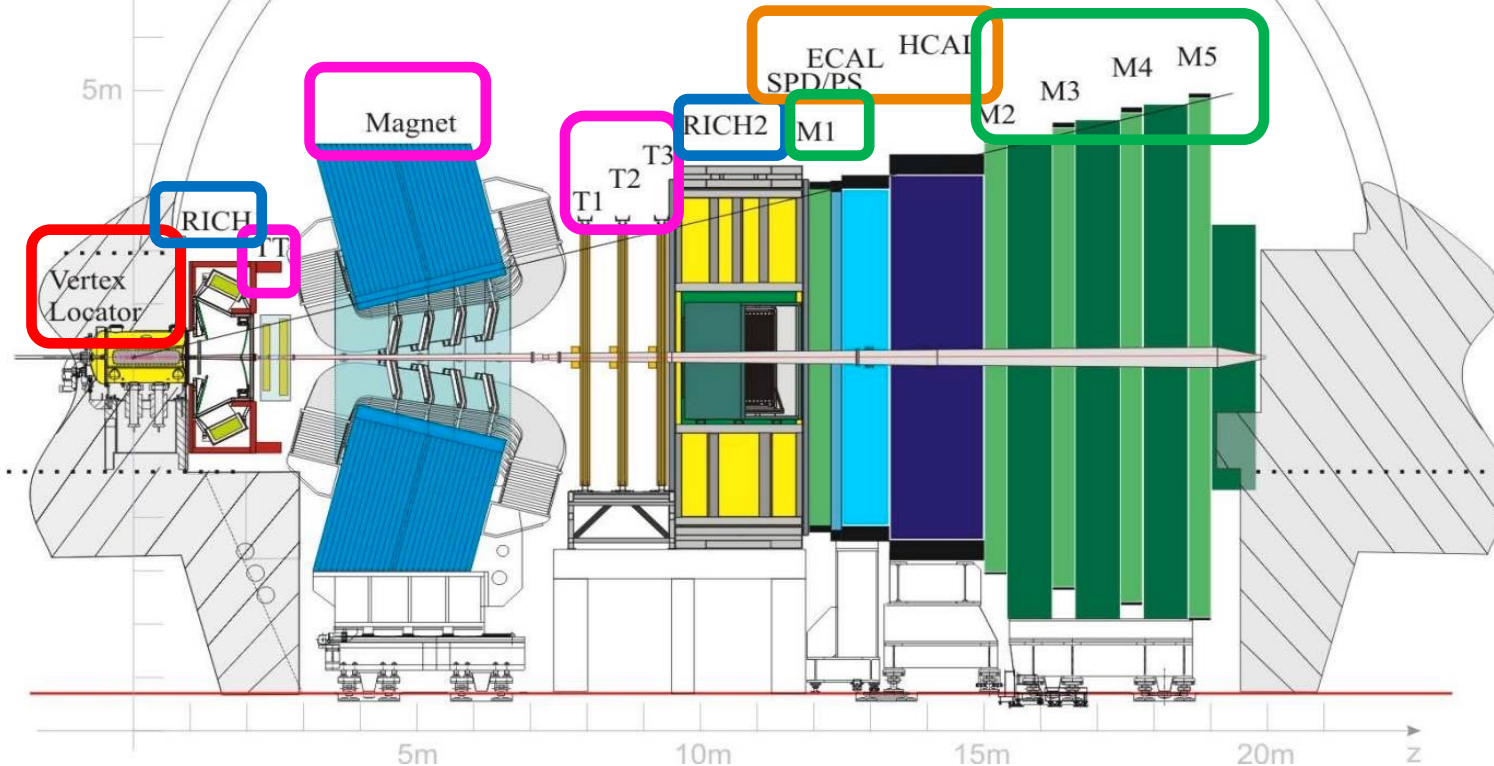 HCAL
ECAL
SPD/PS
M5
M4
M3
M2
5m
Magnet
RICH2
M1
T3
T2
T1
RICH
TT
Vertex
Locator
5m
10m
15m
20m
z